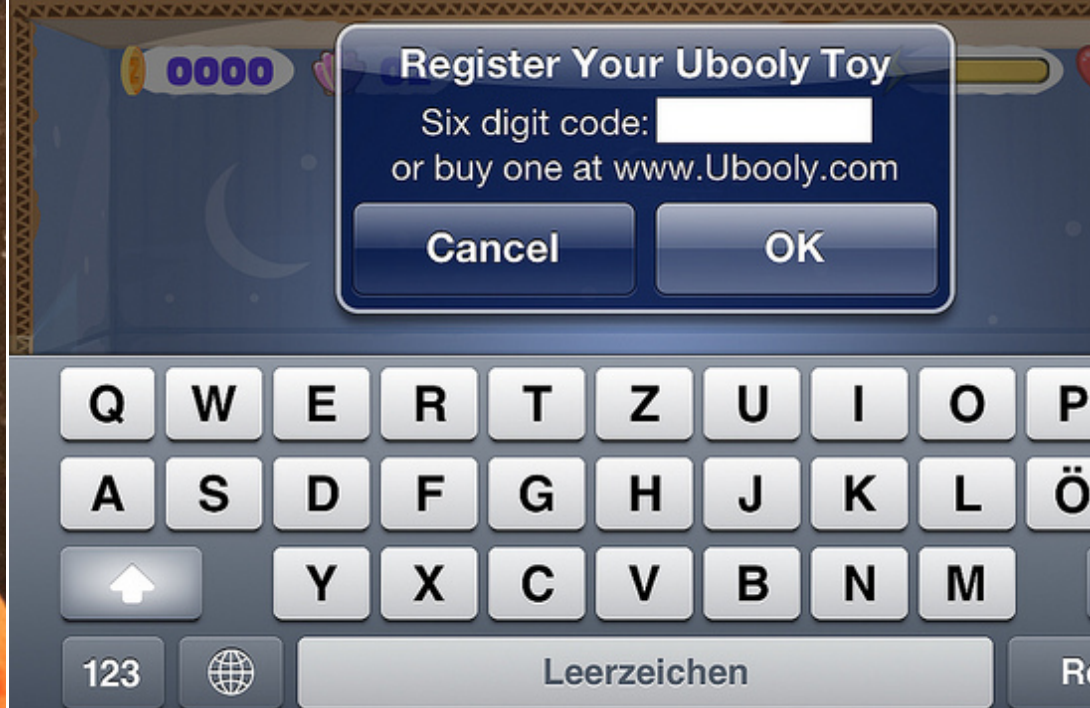 0000
Register Your Ubooly Toy
Six digit code:
or buy one at www.Ubooly.com
Cancel OK
Q W E R T Z U I O P
A S D F G H J K L Ö
Y X C V B N M
123 Leerzeichen